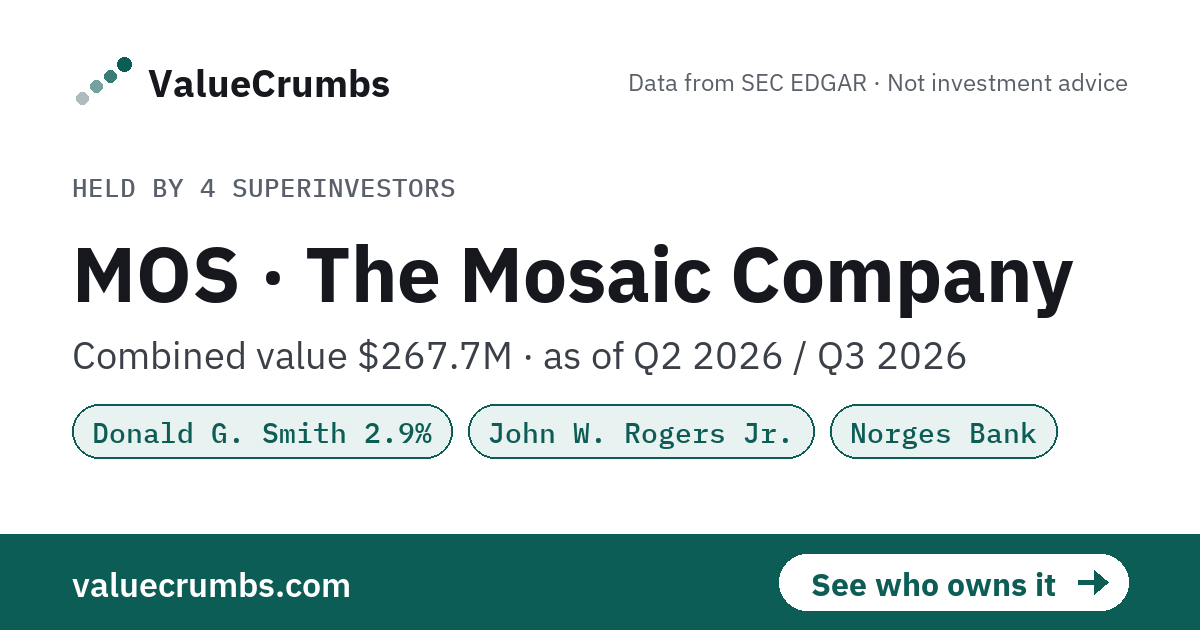 ValueCrumbs
Data from SEC EDGAR · Not investment advice
HELD BY 4 SUPERINVESTORS
MOS · The Mosaic Company
Combined value $267.7M · as of Q2 2026 / Q3 2026
Donald G. Smith 2.9%
John W. Rogers Jr.
Norges Bank
valuecrumbs.com
See who owns it →